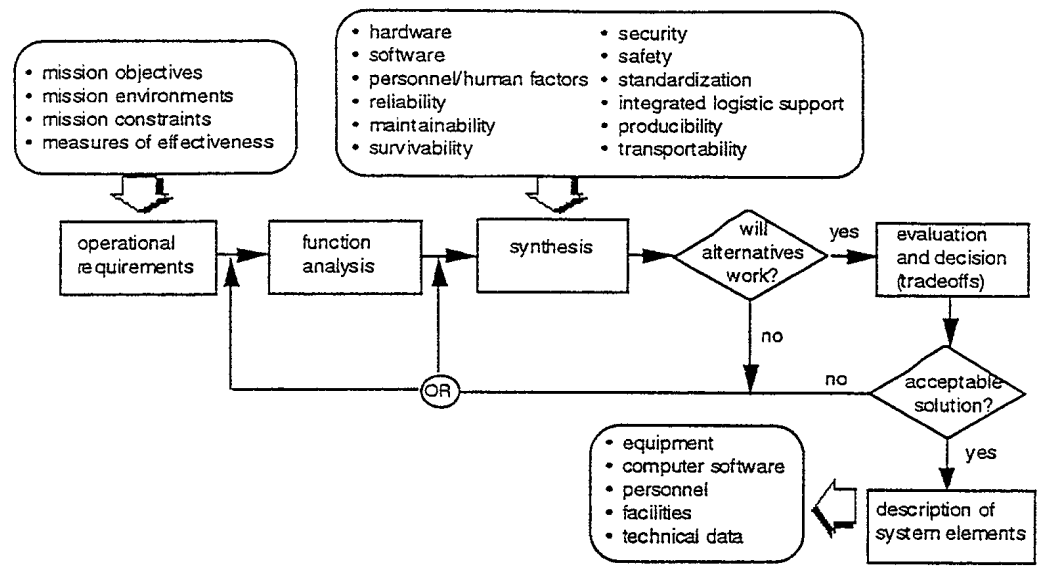 • mission objectives
• mission environments
• mission constraints
• measures of effectiveness
• hardware
• software
• personnel/human factors
• reliability
• maintainability
• survivability
• security
• safety
• standardization
• integrated logistic support
• producibility
• transportability
operational
requirements
function
analysis
synthesis
will
alternatives
work?
yes
evaluation
and decision
(tradeoffs)
no
OR
no
acceptable
solution?
yes
• equipment
• computer software
• personnel
• facilities
• technical data
description of
system elements